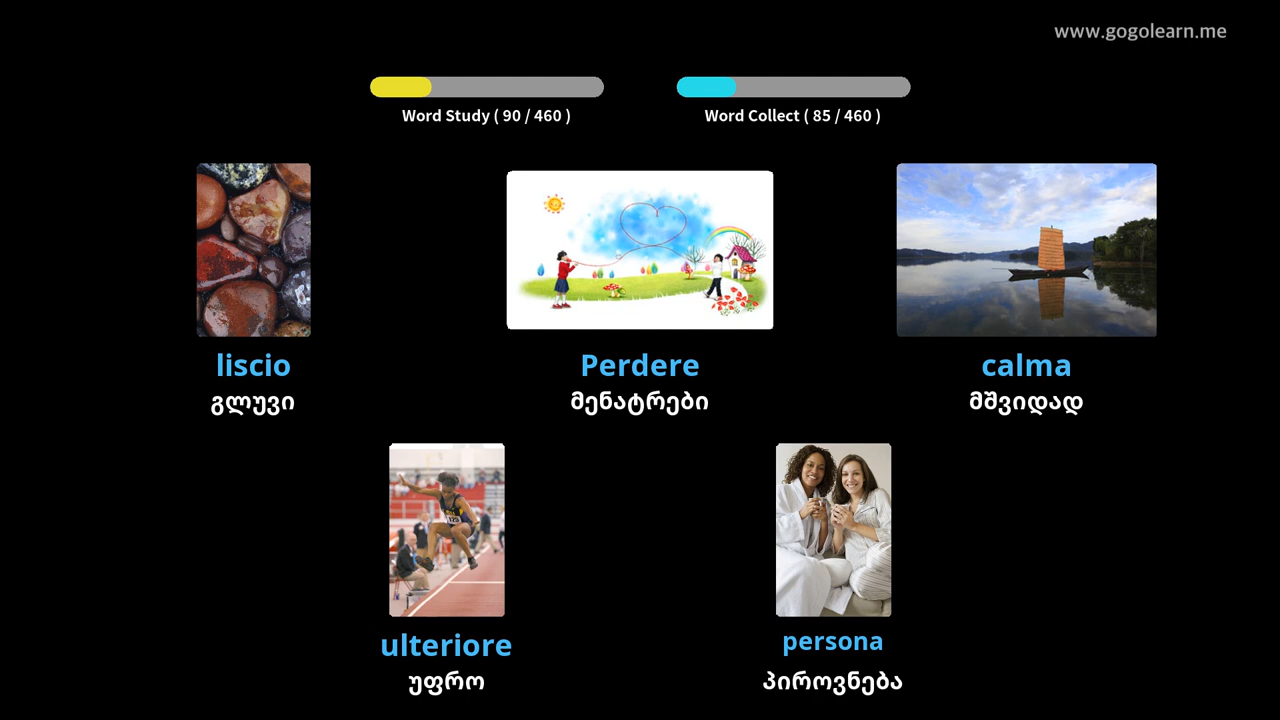 www.gogolearn.me
Word Study ( 90 / 460 )
Word Collect ( 85 / 460 )
liscio
გლუვი
Perdere
მენატრები
calma
მშვიდად
ulteriore
უფრო
persona
პიროვნება